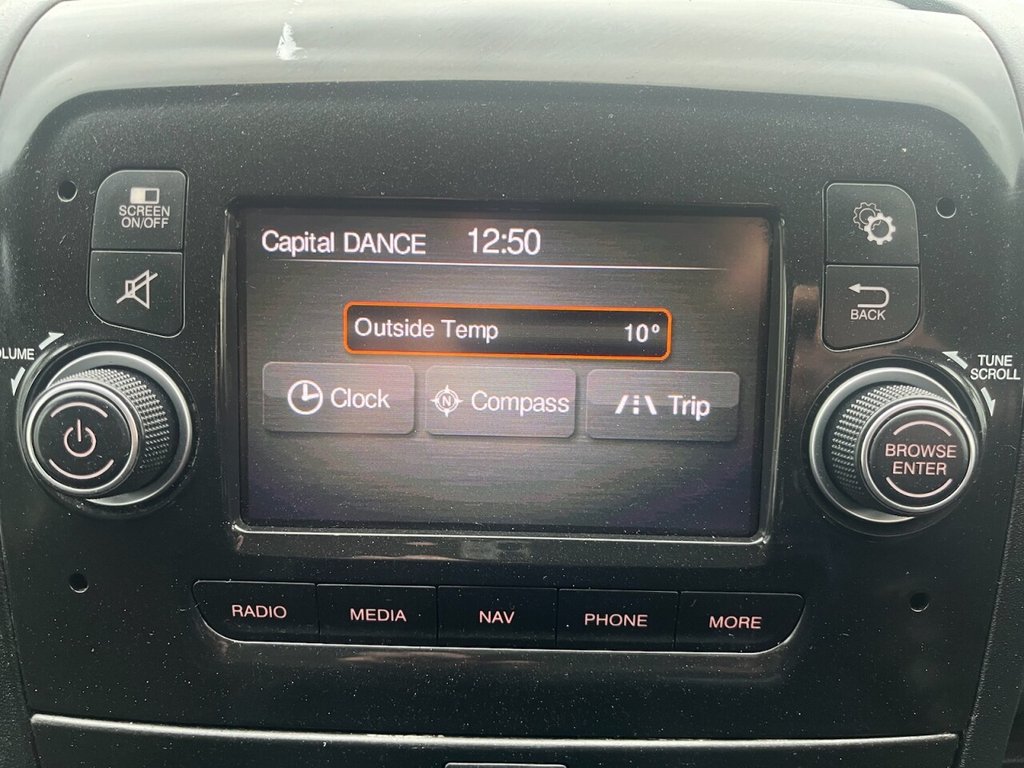 SCREEN
ON/OFF
Capital DANCE 12:50
BACK
Outside Temp 10°
VOLUME
TUNE
SCROLL
Clock
N
Compass
Trip
BROWSE
ENTER
RADIO
MEDIA
NAV
PHONE
MORE